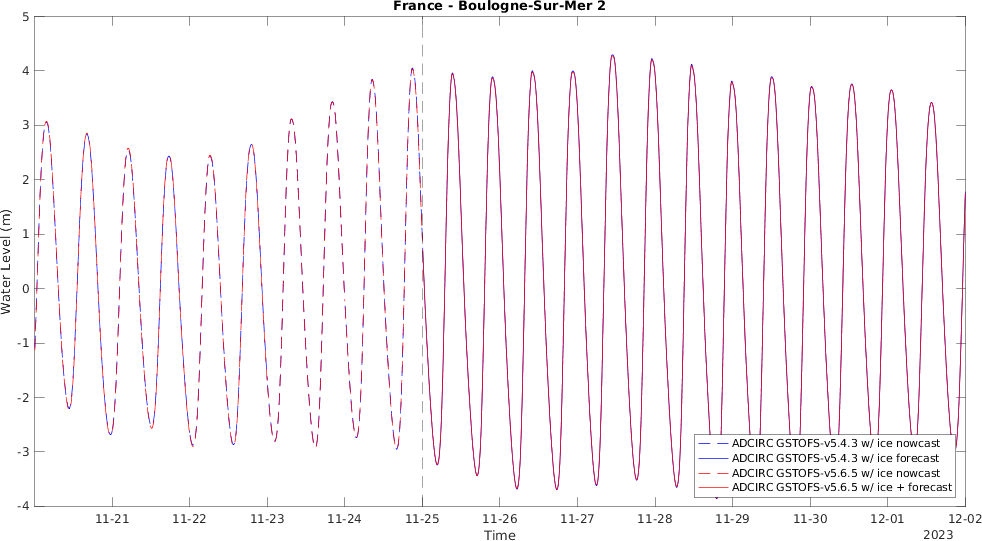 France - Boulogne-Sur-Mer 2
5
4
3
2
1
0
-1
-2
-3
-4
Water Level (m)
ADCIRC GSTOFS-v5.4.3 w/ ice nowcast
ADCIRC GSTOFS-v5.4.3 w/ ice forecast
ADCIRC GSTOFS-v5.6.5 w/ ice nowcast
ADCIRC GSTOFS-v5.6.5 w/ ice + forecast
11-21 11-22 11-23 11-24 11-25 11-26 11-27 11-28 11-29 11-30 12-01 12-02
Time
2023